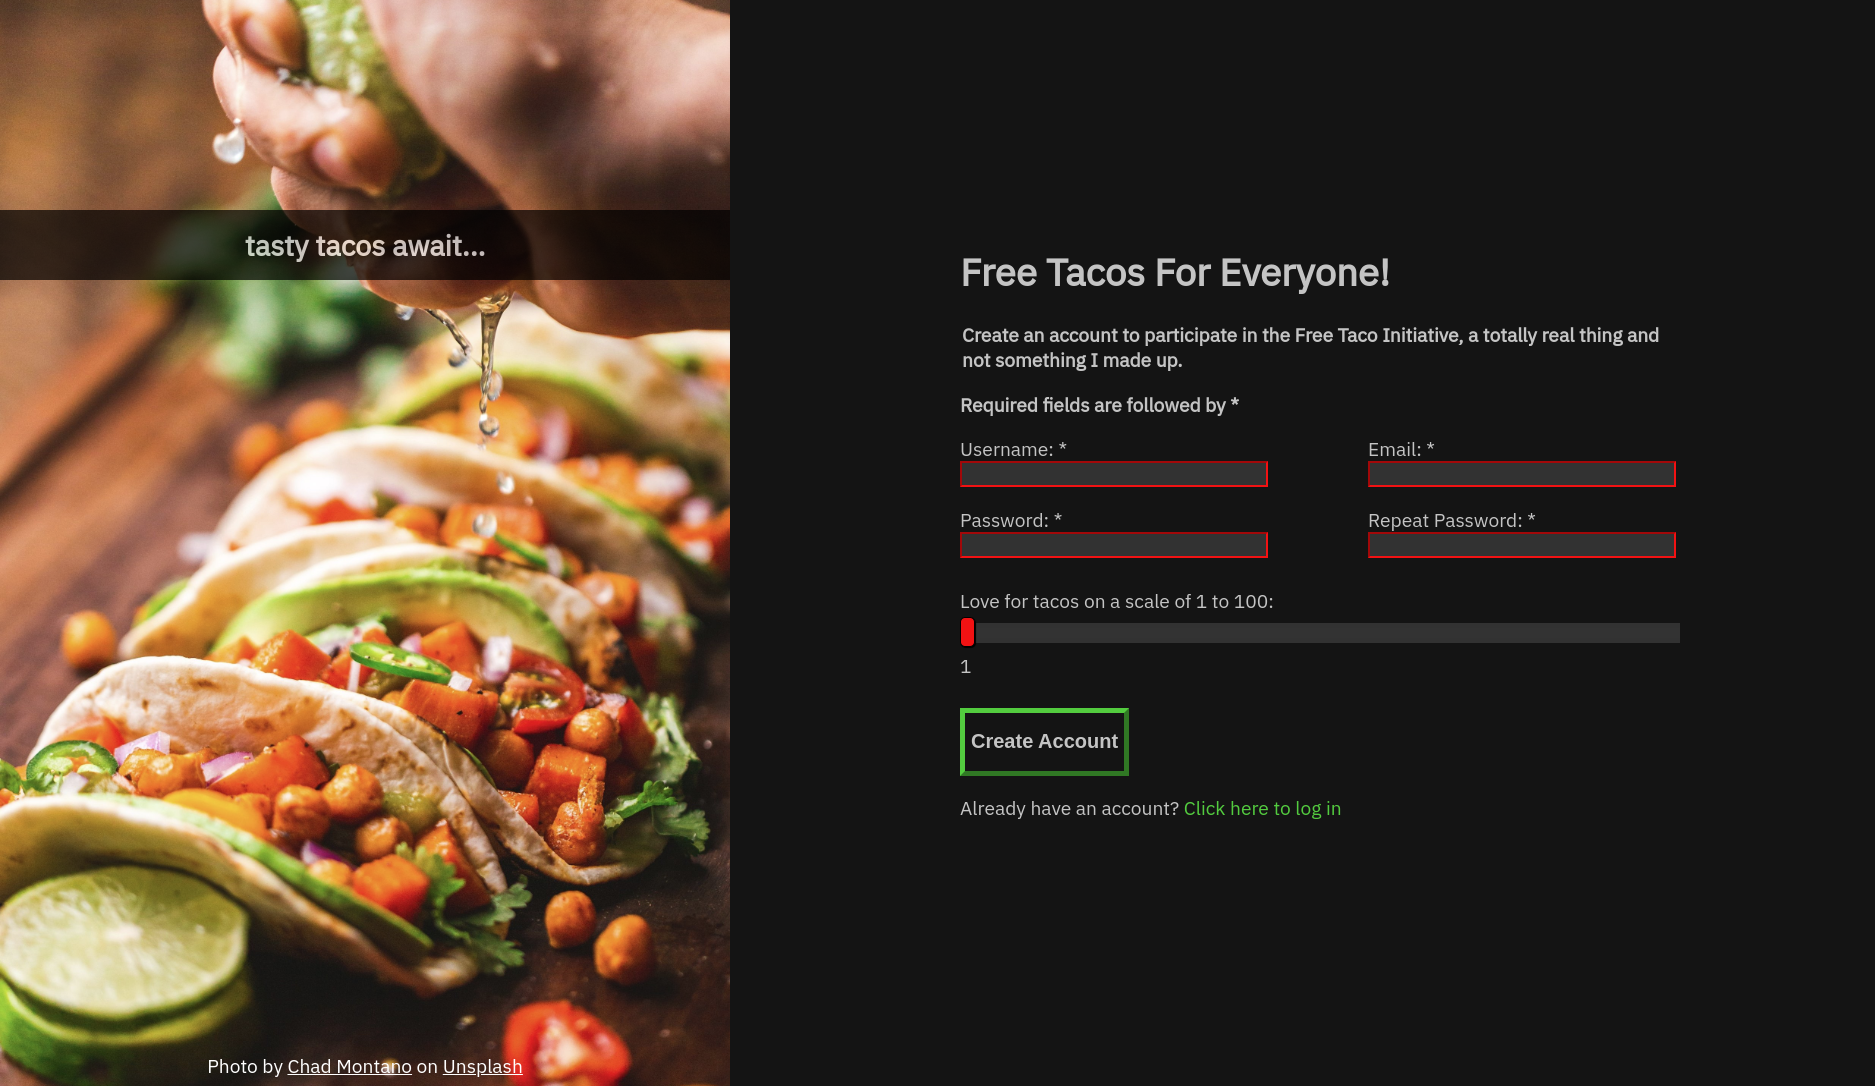 tasty tacos await...
Photo by Chad Montano on Unsplash
Free Tacos For Everyone!
Create an account to participate in the Free Taco Initiative, a totally real thing and
not something I made up.
Required fields are followed by *
Username: *
Email: *
Password: *
Repeat Password: *
Love for tacos on a scale of 1 to 100:
1
Create Account
Already have an account? Click here to log in